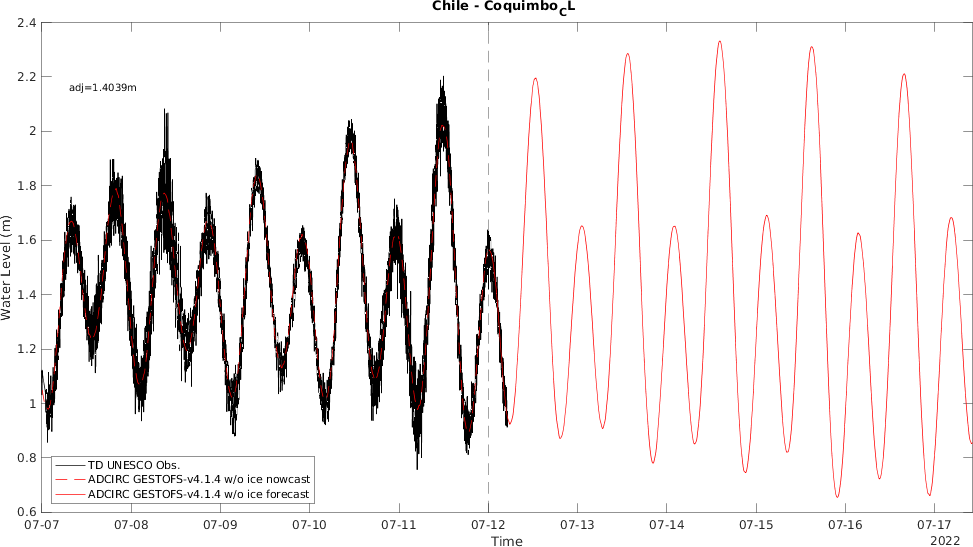 Chile - CoquimboCL
adj=1.4039m
Water Level (m)
2.4
2.2
2
1.8
1.6
1.4
1.2
1
0.8
0.6
TD UNESCO Obs.
ADCIRC GESTOFS-v4.1.4 w/o ice nowcast
ADCIRC GESTOFS-v4.1.4 w/o ice forecast
07-07 07-08 07-09 07-10 07-11 07-12 07-13 07-14 07-15 07-16 07-17
Time
2022